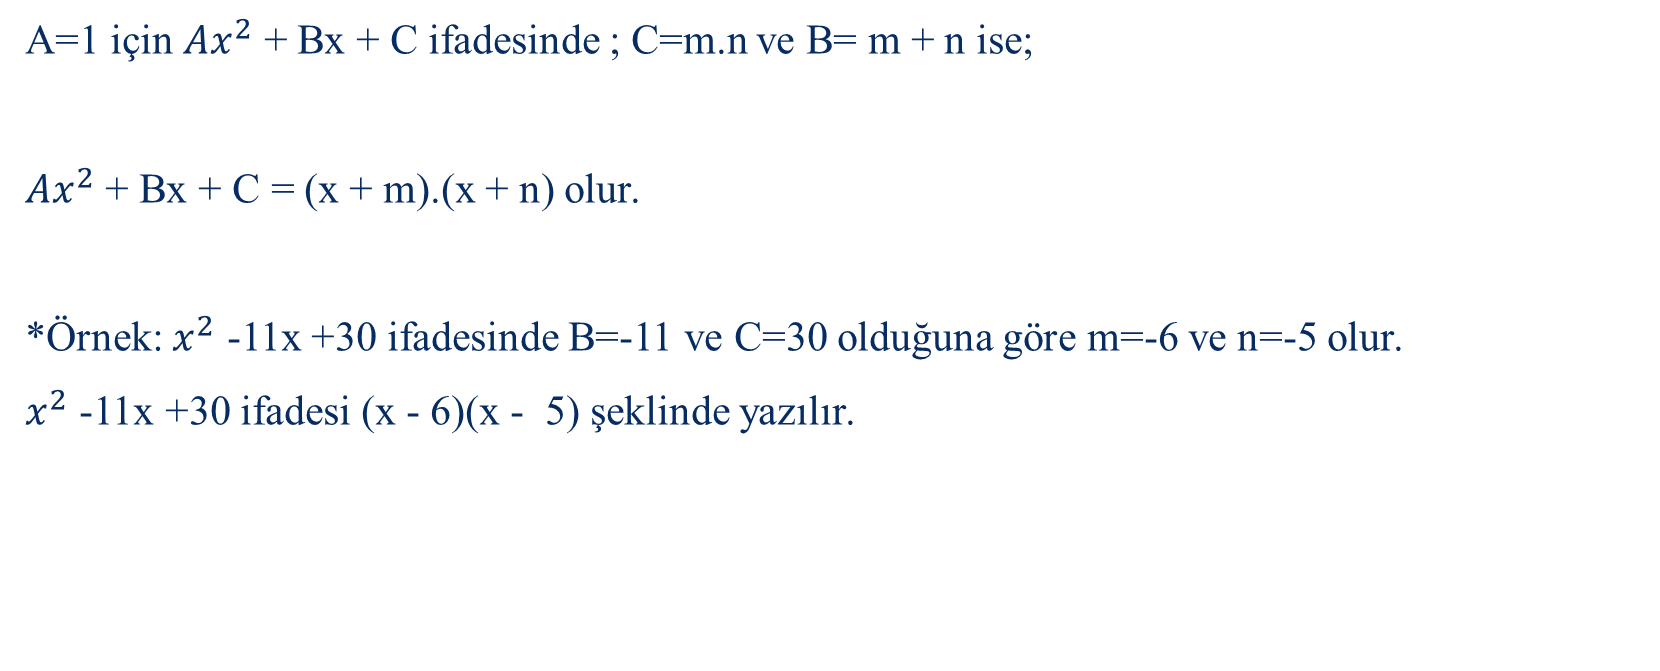 A=1 için 𝐴𝑥² + Bx + C ifadesinde ; C=m.n ve B= m + n ise;
𝐴𝑥² + Bx + C = (x + m).(x + n) olur.
*Örnek: 𝑥² -11x +30 ifadesinde B=-11 ve C=30 olduğuna göre m=-6 ve n=-5 olur.
𝑥² -11x +30 ifadesi (x - 6)(x -  5) şeklinde yazılır.